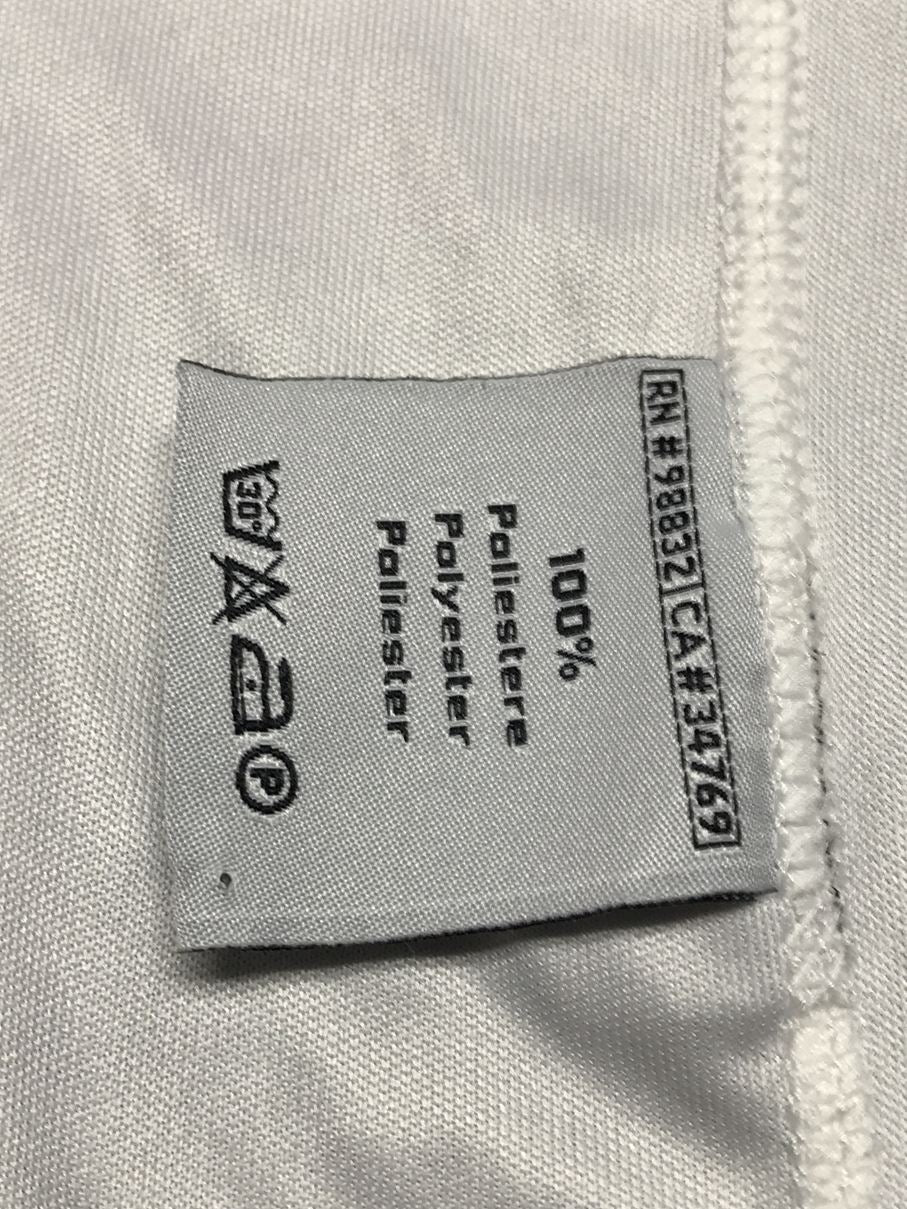 RN #98832 CA#34769
100%
Poliestere
Polyester
Poliester
30° P